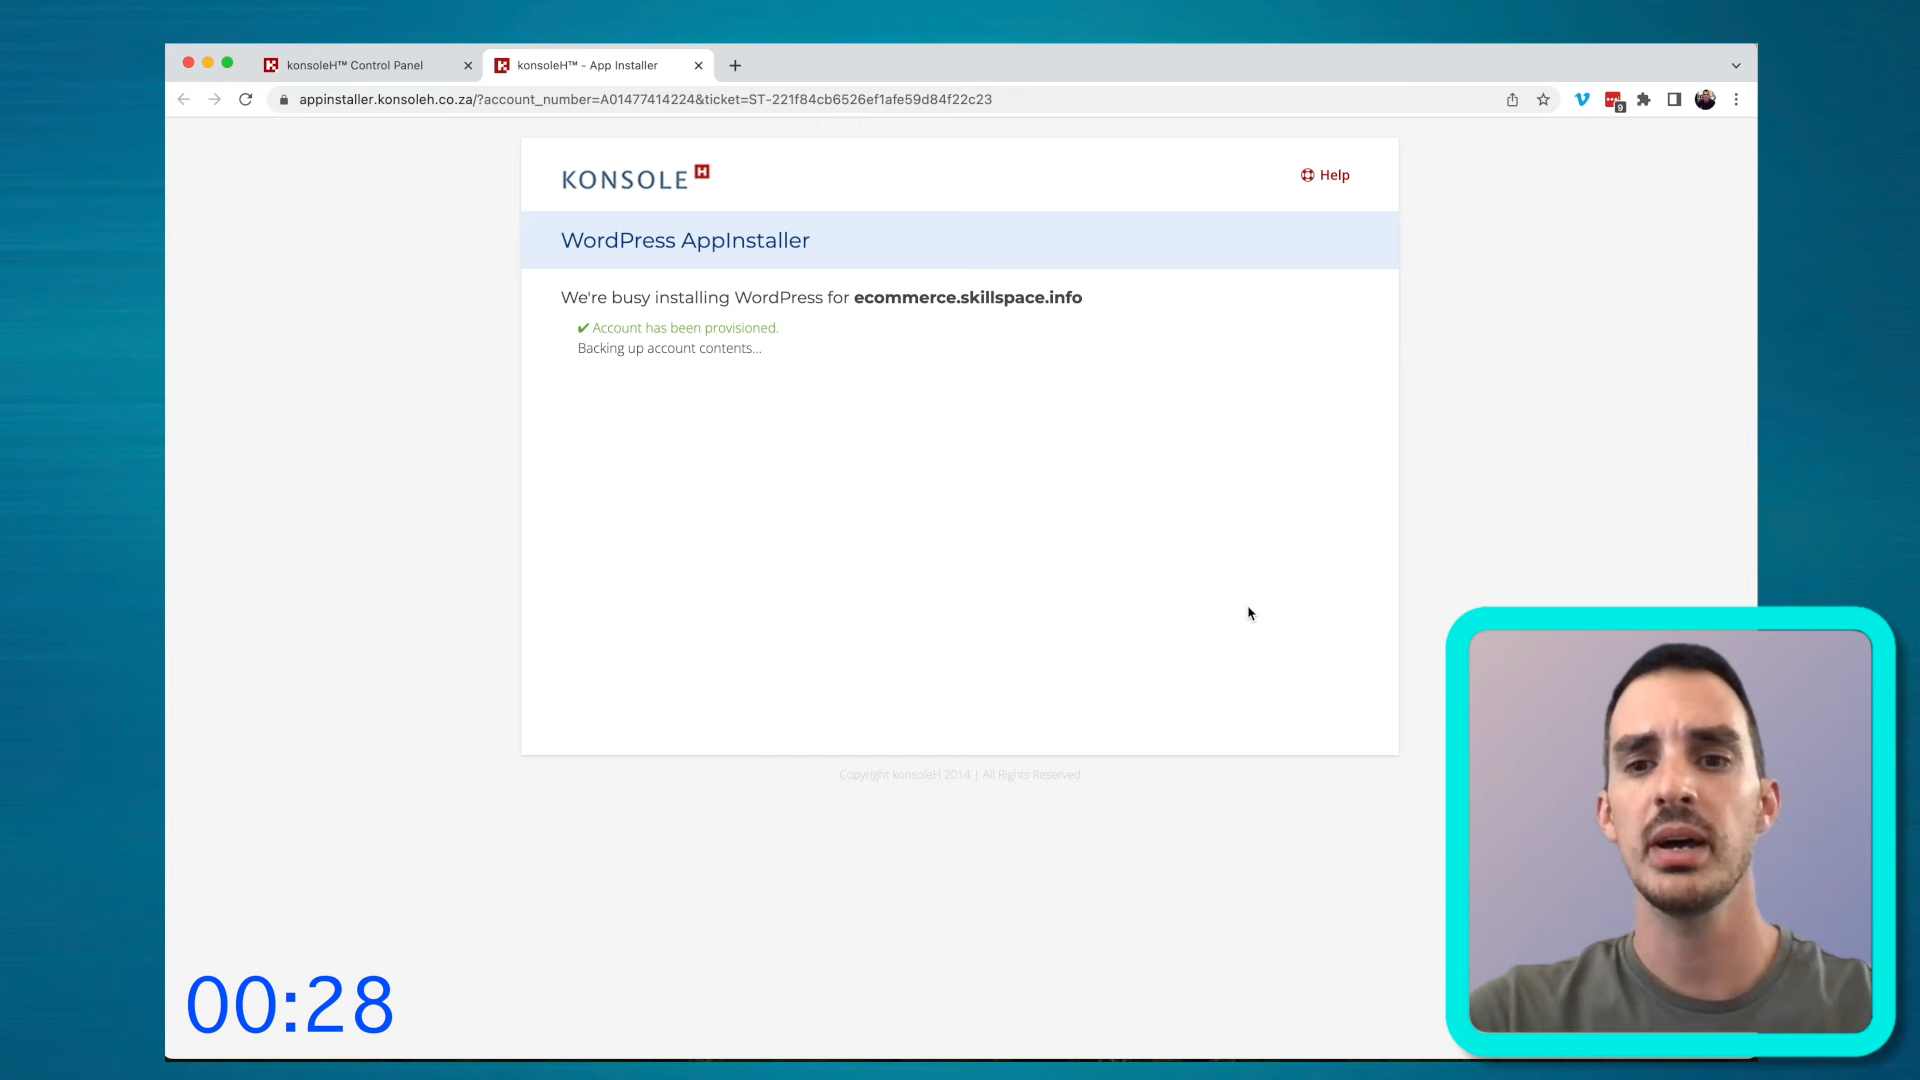 konsoleH™ Control Panel
konsoleH™ - App Installer
appinstaller.konsoleh.co.za/?account_number=A01477414224&ticket=ST-221f84cb6526ef1afe59d84f22c23
9
KONSOLE H
Help
WordPress AppInstaller
We're busy installing WordPress for ecommerce.skillspace.info
✔ Account has been provisioned.
Backing up account contents...
Copyright konsoleH 2014 | All Rights Reserved
00:28